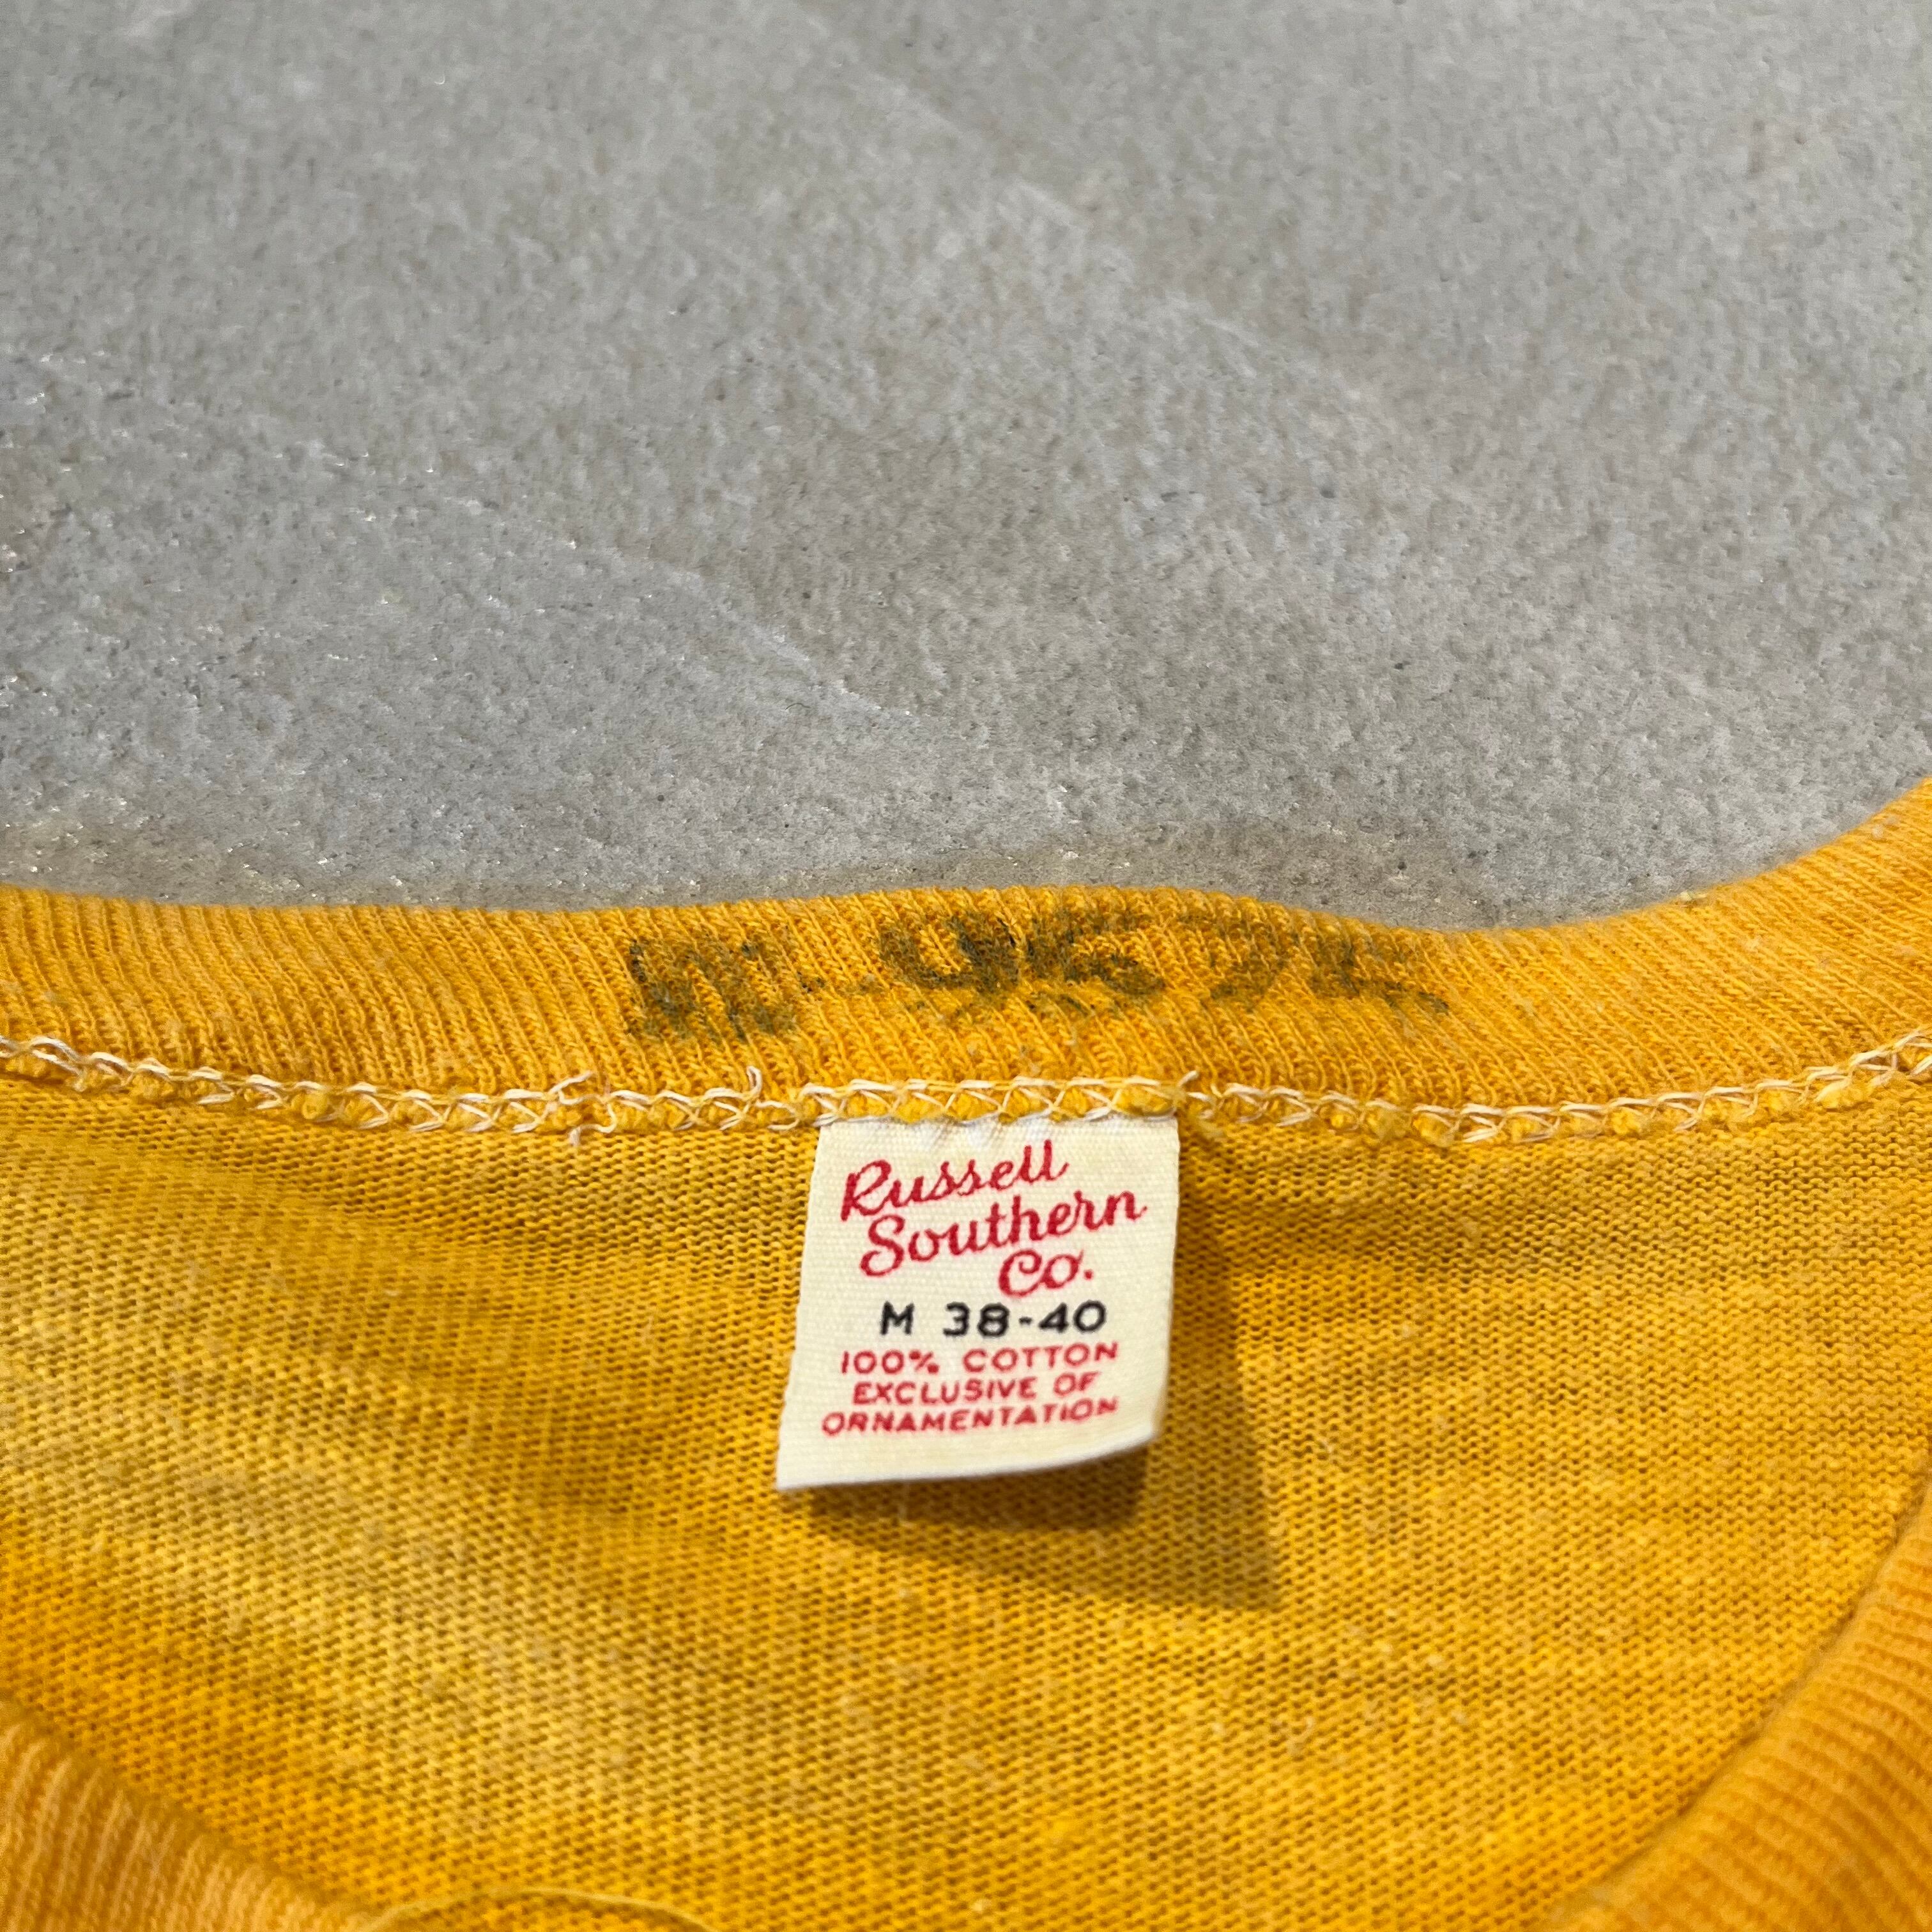 Russell
Southern
Co.
M 38-40
100% COTTON
EXCLUSIVE OF
ORNAMENTATION